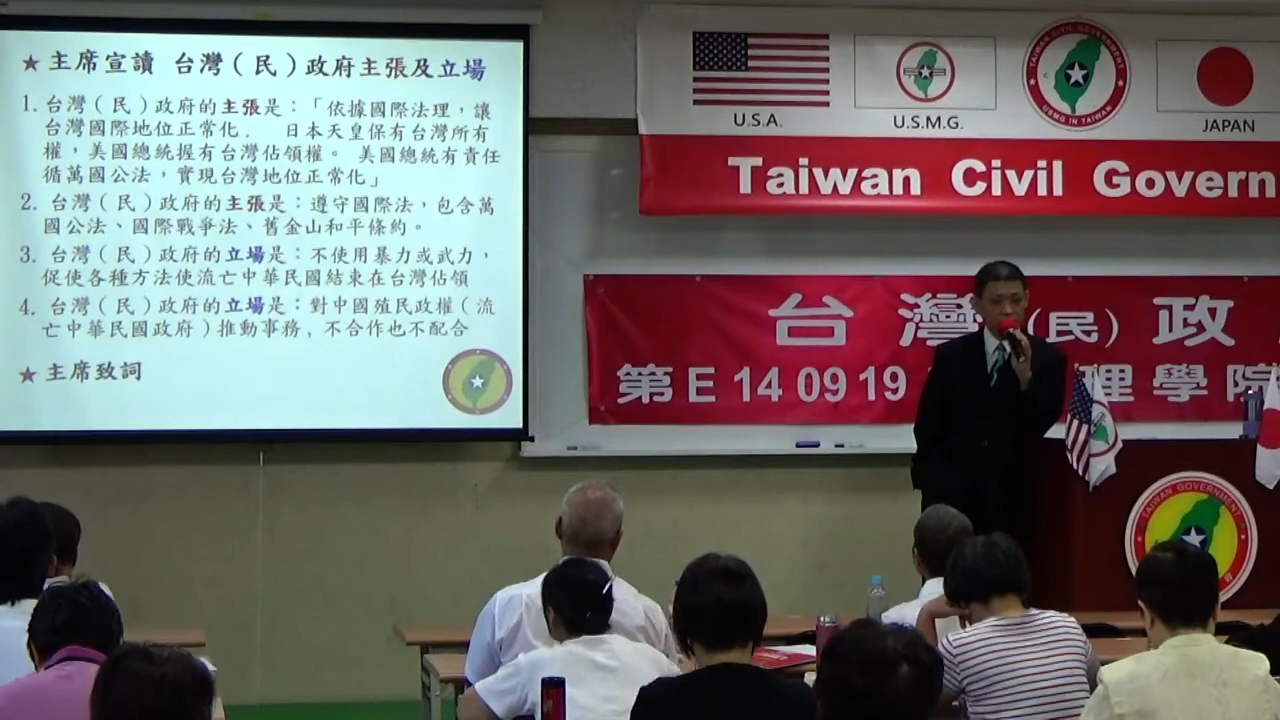 ★ 主席宣讀 台灣(民)政府主張及立場
1. 台灣(民)政府的主張是:「依據國際法理,讓
台灣國際地位正常化. 日本天皇保有台灣所有
權,美國總統握有台灣佔領權。 美國總統有責任
循萬國公法,實現台灣地位正常化」
2. 台灣(民)政府的主張是:遵守國際法,包含萬
國公法、國際戰爭法、舊金山和平條約。
3. 台灣(民)政府的立場是:不使用暴力或武力,
促使各種方法使流亡中華民國結束在台灣佔領
4. 台灣(民)政府的立場是:對中國殖民政權(流
亡中華民國政府)推動事務, 不合作也不配合
★ 主席致詞
U.S.A.
U.S.M.G.
TAIWAN CIVIL GOVERNMENT
USMG IN TAIWAN
JAPAN
Taiwan Civil Govern
台灣(民)政
第E 14 09 19
理學院
TAIWAN GOVERNMENT